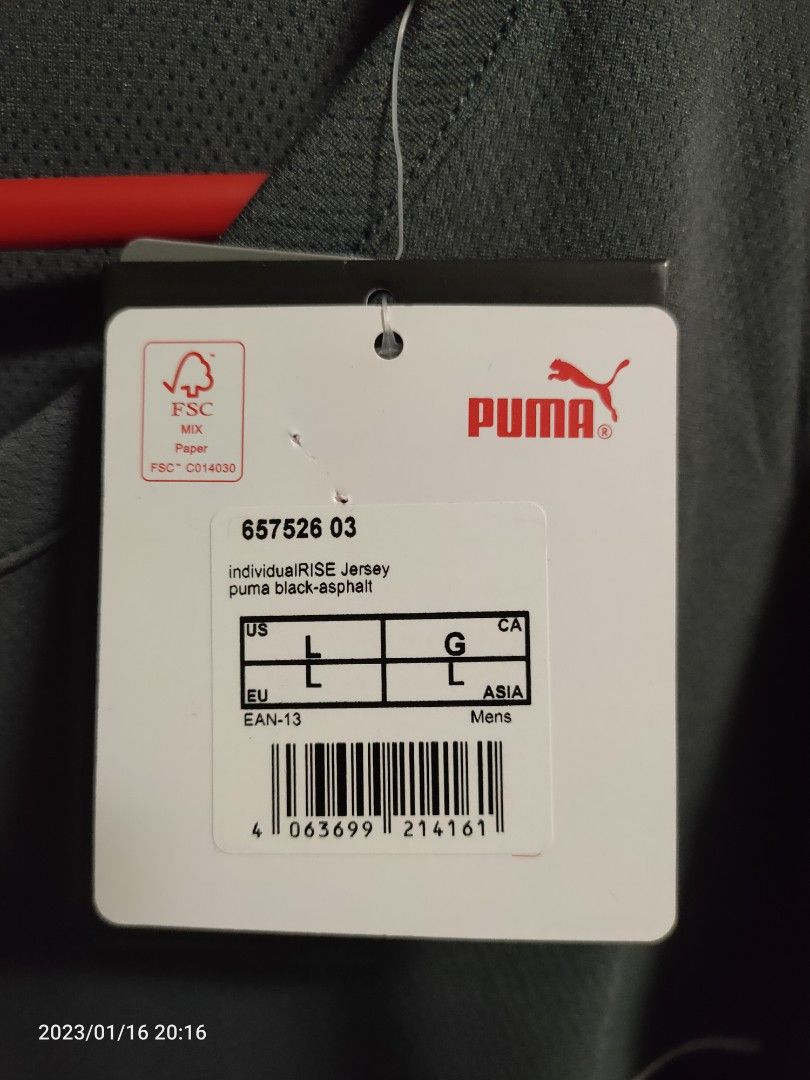 FSC
MIX
Paper
FSC™ C014030
PUMA®
657526 03
individualRISE Jersey
puma black-asphalt
US L G CA
EU L L ASIA
EAN-13 Mens
4 063699 214161
2023/01/16 20:16